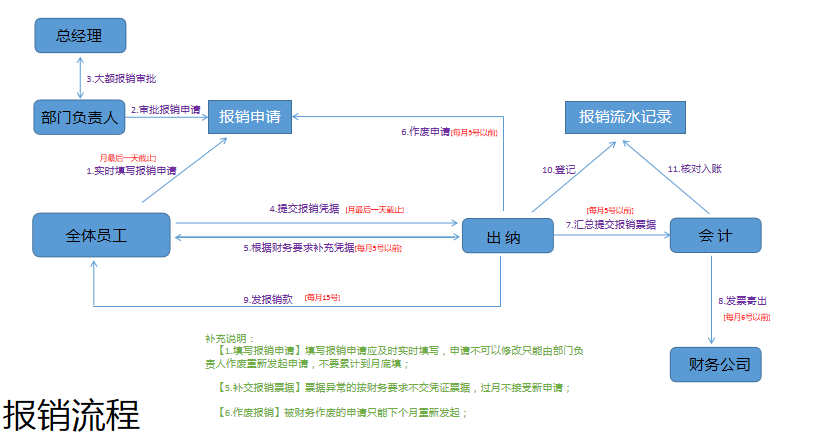 总经理
3.大额报销审批
部门负责人
2.审批报销申请
报销申请
报销流水记录
6.作废申请[每月5号以前]
月最后一天截止]
1.实时填写报销申请
10.登记
11.核对入账
4.提交报销凭据 [月最后一天截止]
[每月5号以前]
7.汇总提交报销票据
全体员工
出 纳
会 计
5.根据财务要求补充凭据[每月5号以前]
9.发报销款 [每月15号]
8.发票寄出
[每月6号以前]
财务公司
补充说明：
【1.填写报销申请】填写报销申请应及时实时填写，申请不可以修改只能由部门负
责人作废重新发起申请，不要累计到月底填；
【5.补交报销票据】票据异常的按财务要求不交凭证票据，过月不接受新申请；
【6.作废报销】被财务作废的申请只能下个月重新发起；
报销流程